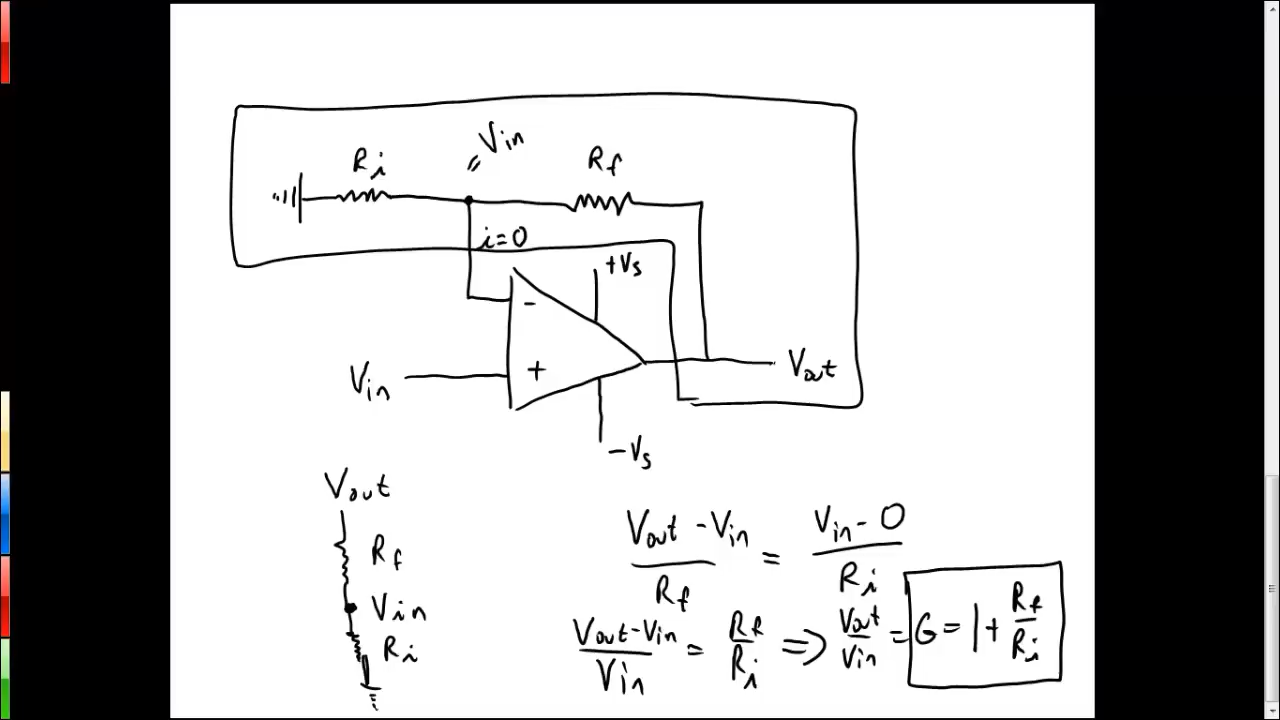 = Vin
Ri
Rf
i=0
+Vs
-
Vin
+
Vout
-Vs
Vout
Rf
Vin
Ri
Vout - Vin / Rf = Vin - 0 / Ri
Vout-Vin / Vin = Rf / Ri => Vout / Vin = G = 1 + Rf / Ri